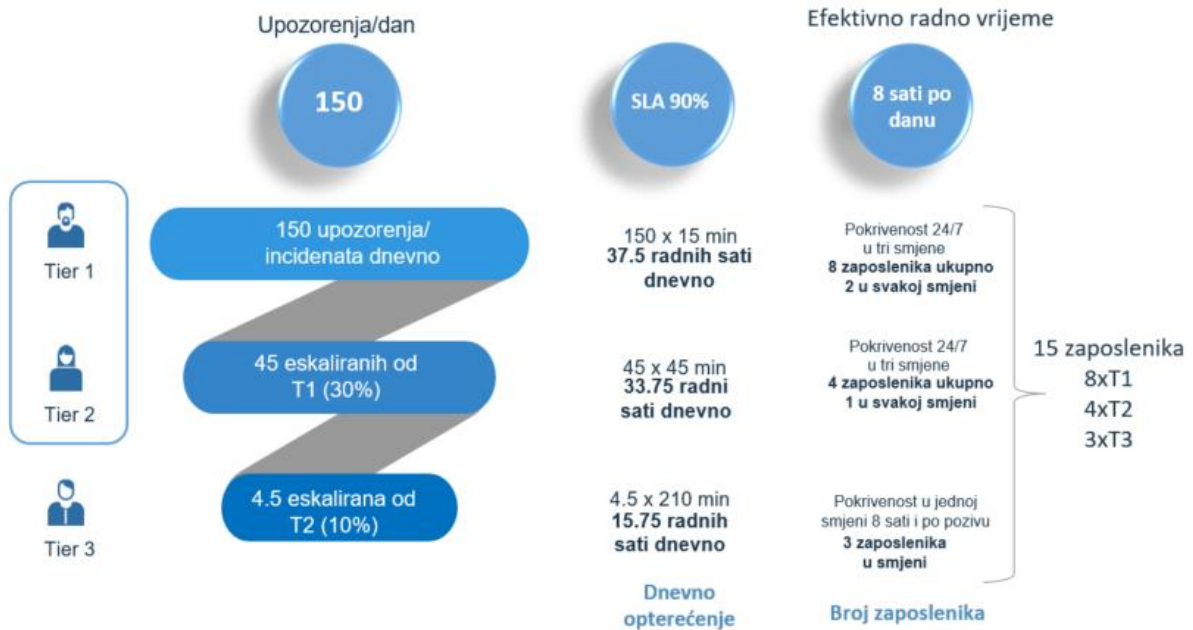 Upozorenja/dan
Efektivno radno vrijeme
150
SLA 90%
8 sati po
danu
Tier 1
150 upozorenja/
incidenata dnevno
150 x 15 min
37.5 radnih sati
dnevno
Pokrivenost 24/7
u tri smjene
8 zaposlenika ukupno
2 u svakoj smjeni
Tier 2
45 eskaliranih od
T1 (30%)
45 x 45 min
33.75 radni
sati dnevno
Pokrivenost 24/7
u tri smjene
4 zaposlenika ukupno
1 u svakoj smjeni
15 zaposlenika
8xT1
4xT2
3xT3
Tier 3
4.5 eskalirana od
T2 (10%)
4.5 x 210 min
15.75 radnih
sati dnevno
Pokrivenost u jednoj
smjeni 8 sati i po pozivu
3 zaposlenika
u smjeni
Dnevno
opterećenje
Broj zaposlenika